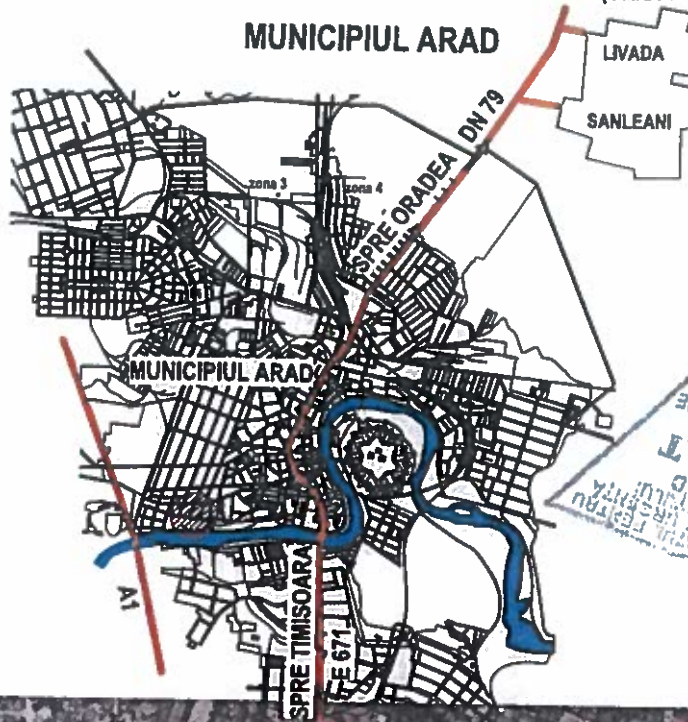 MUNICIPIUL ARAD
LIVADA
SANLEANI
SPRE ORADEA DN 79
zona 3
zona 4
MUNICIPIUL ARAD
A1
SPRE TIMISOARA
E 671